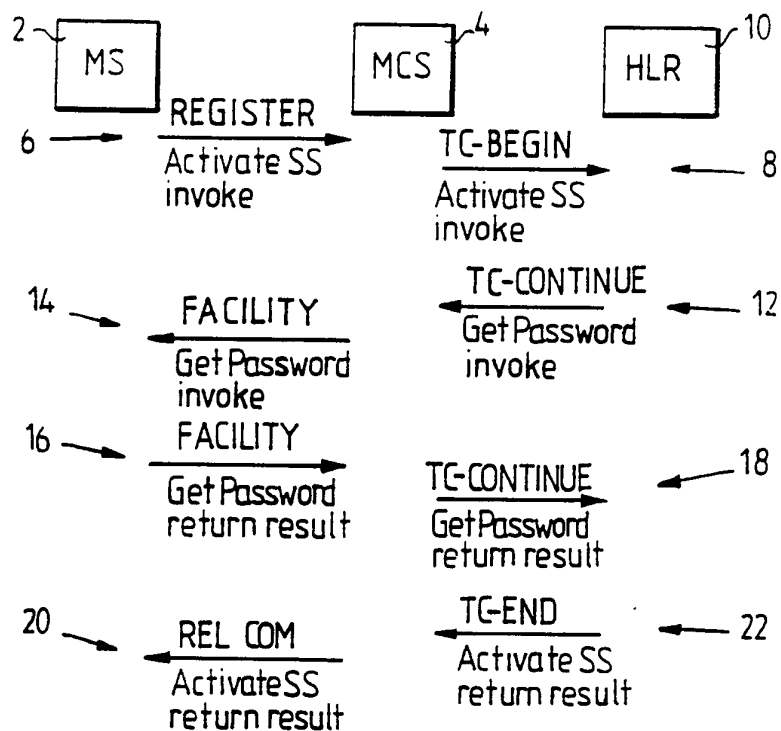 2
MS
4
MCS
10
HLR
6
REGISTER
Activate SS
invoke
TC-BEGIN
Activate SS
invoke
8
14
FACILITY
Get Password
invoke
TC-CONTINUE
Get Password
invoke
12
16
FACILITY
Get Password
return result
TC-CONTINUE
Get Password
return result
18
20
REL COM
Activate SS
return result
TC-END
Activate SS
return result
22